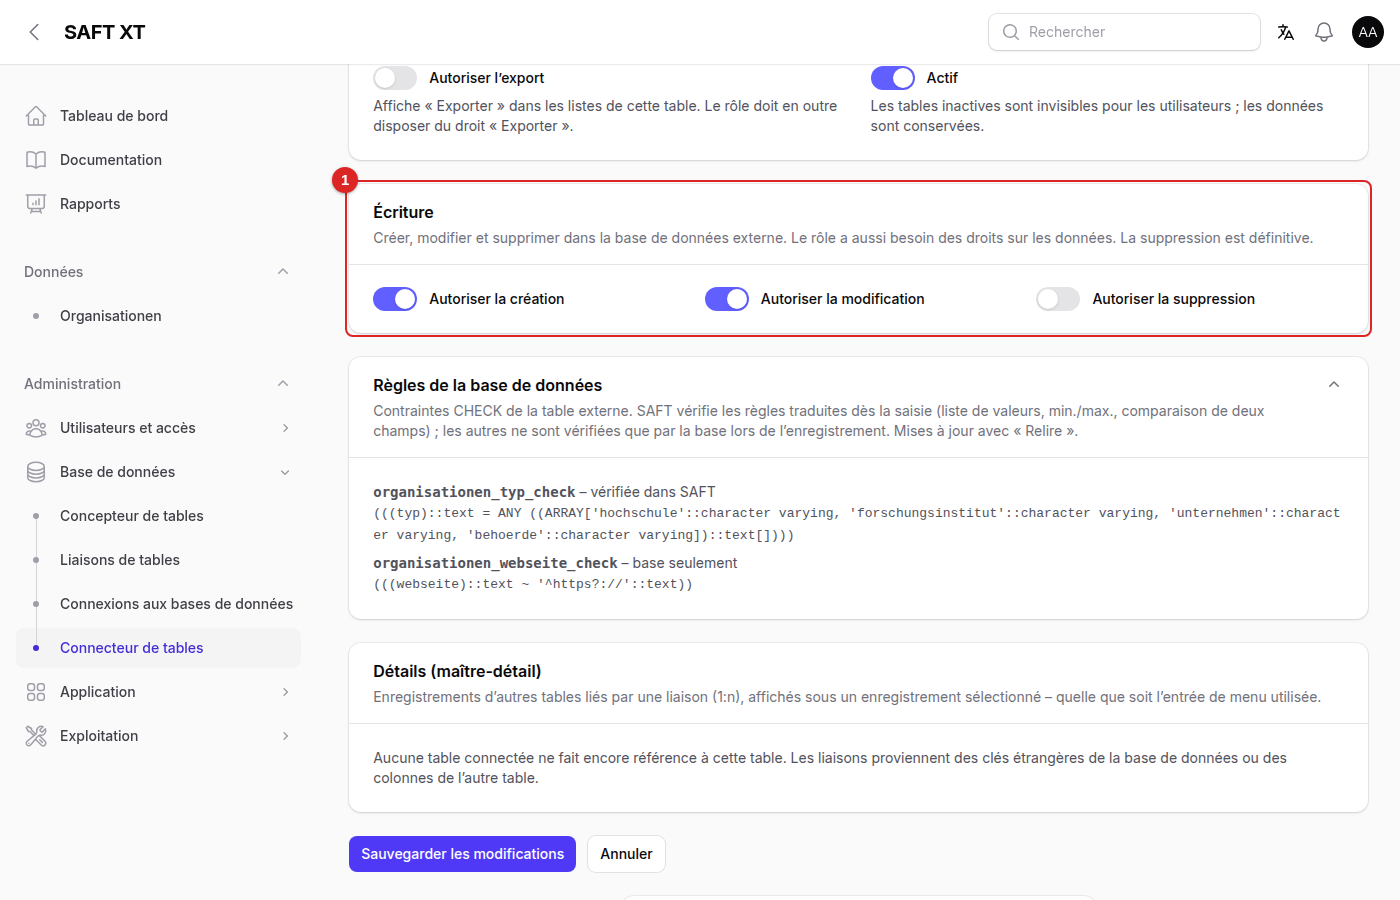 SAFT XT
Rechercher
AA
Tableau de bord
Documentation
Rapports
Données
Organisationen
Administration
Utilisateurs et accès
Base de données
Concepteur de tables
Liaisons de tables
Connexions aux bases de données
Connecteur de tables
Application
Exploitation
Autoriser l’export
Affiche « Exporter » dans les listes de cette table. Le rôle doit en outre
disposer du droit « Exporter ».
Actif
Les tables inactives sont invisibles pour les utilisateurs ; les données
sont conservées.
1
Écriture
Créer, modifier et supprimer dans la base de données externe. Le rôle a aussi besoin des droits sur les données. La suppression est définitive.
Autoriser la création
Autoriser la modification
Autoriser la suppression
Règles de la base de données
Contraintes CHECK de la table externe. SAFT vérifie les règles traduites dès la saisie (liste de valeurs, min./max., comparaison de deux
champs) ; les autres ne sont vérifiées que par la base lors de l’enregistrement. Mises à jour avec « Relire ».
organisationen_typ_check – vérifiée dans SAFT
(((typ)::text = ANY ((ARRAY['hochschule'::character varying, 'forschungsinstitut'::character varying, 'unternehmen'::charact
er varying, 'behoerde'::character varying])::text[])))
organisationen_webseite_check – base seulement
(((webseite)::text ~ '^https?://'::text))
Détails (maître-détail)
Enregistrements d’autres tables liés par une liaison (1:n), affichés sous un enregistrement sélectionné – quelle que soit l’entrée de menu utilisée.
Aucune table connectée ne fait encore référence à cette table. Les liaisons proviennent des clés étrangères de la base de données ou des
colonnes de l’autre table.
Sauvegarder les modifications
Annuler